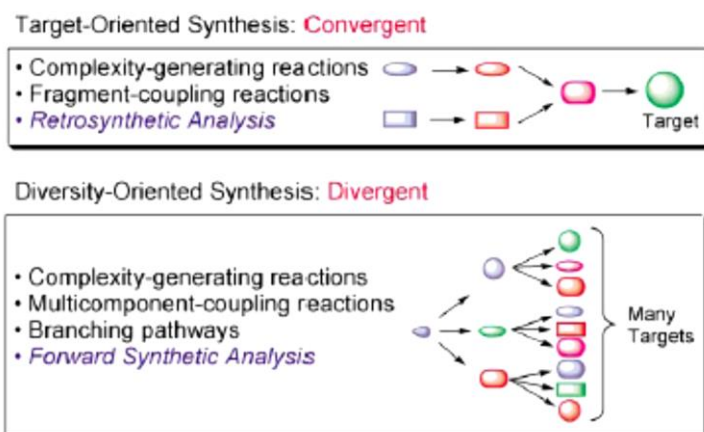 Target-Oriented Synthesis: Convergent
• Complexity-generating reactions
• Fragment-coupling reactions
• Retrosynthetic Analysis
Target
Diversity-Oriented Synthesis: Divergent
• Complexity-generating reactions
• Multicomponent-coupling reactions
• Branching pathways
• Forward Synthetic Analysis
Many
Targets